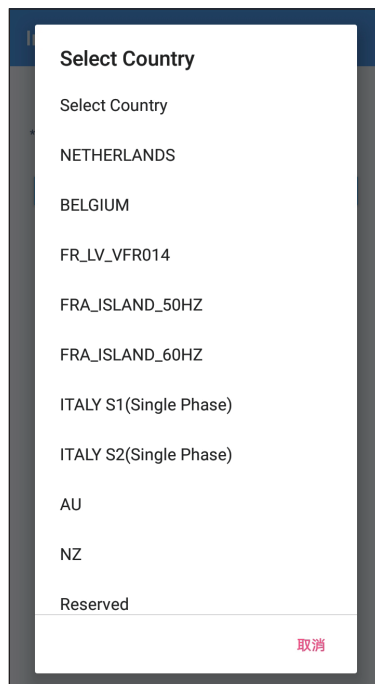 Select Country
Select Country
NETHERLANDS
BELGIUM
FR_LV_VFR014
FRA_ISLAND_50HZ
FRA_ISLAND_60HZ
ITALY S1(Single Phase)
ITALY S2(Single Phase)
AU
NZ
Reserved
取消